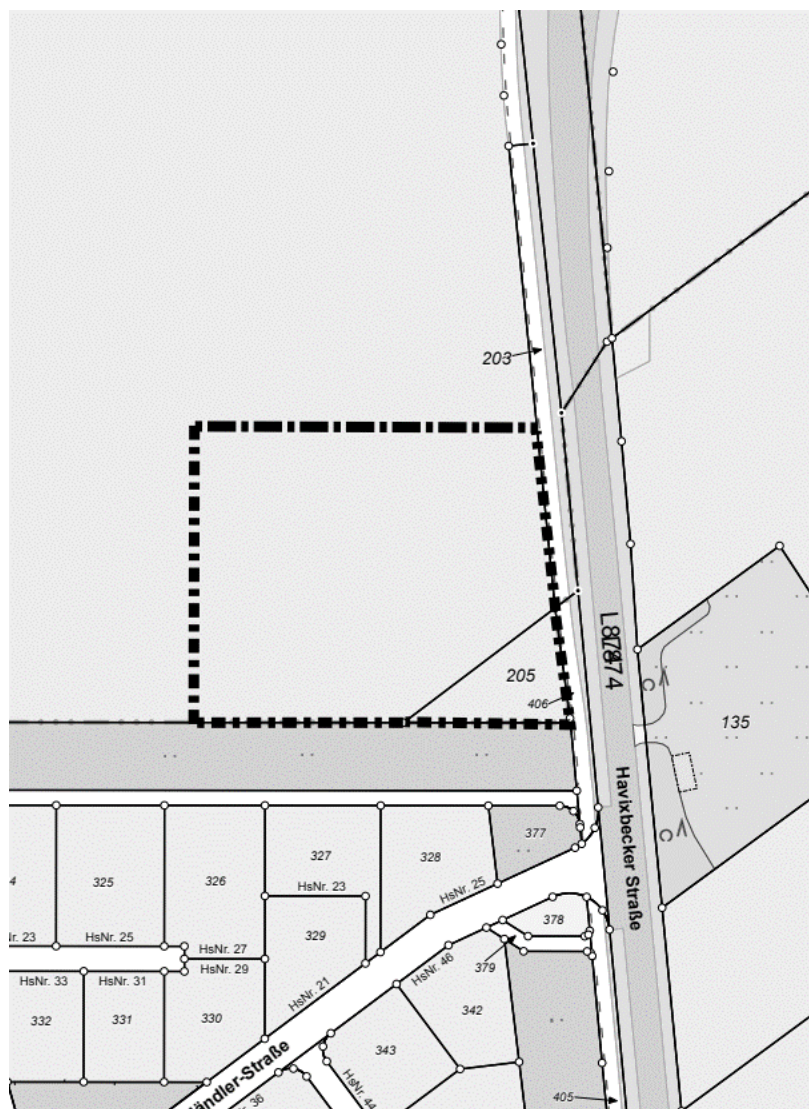 203
205
406
L874
Havixbecker Straße
135
377
327
328
325
326
4
HsNr. 23
HsNr. 25
378
329
r. 23
HsNr. 25
HsNr. 27
HsNr. 29
HsNr. 46
379
HsNr. 33
HsNr. 31
HsNr. 21
332
331
330
342
343
ändler-Straße
36
HsNr. 44
405